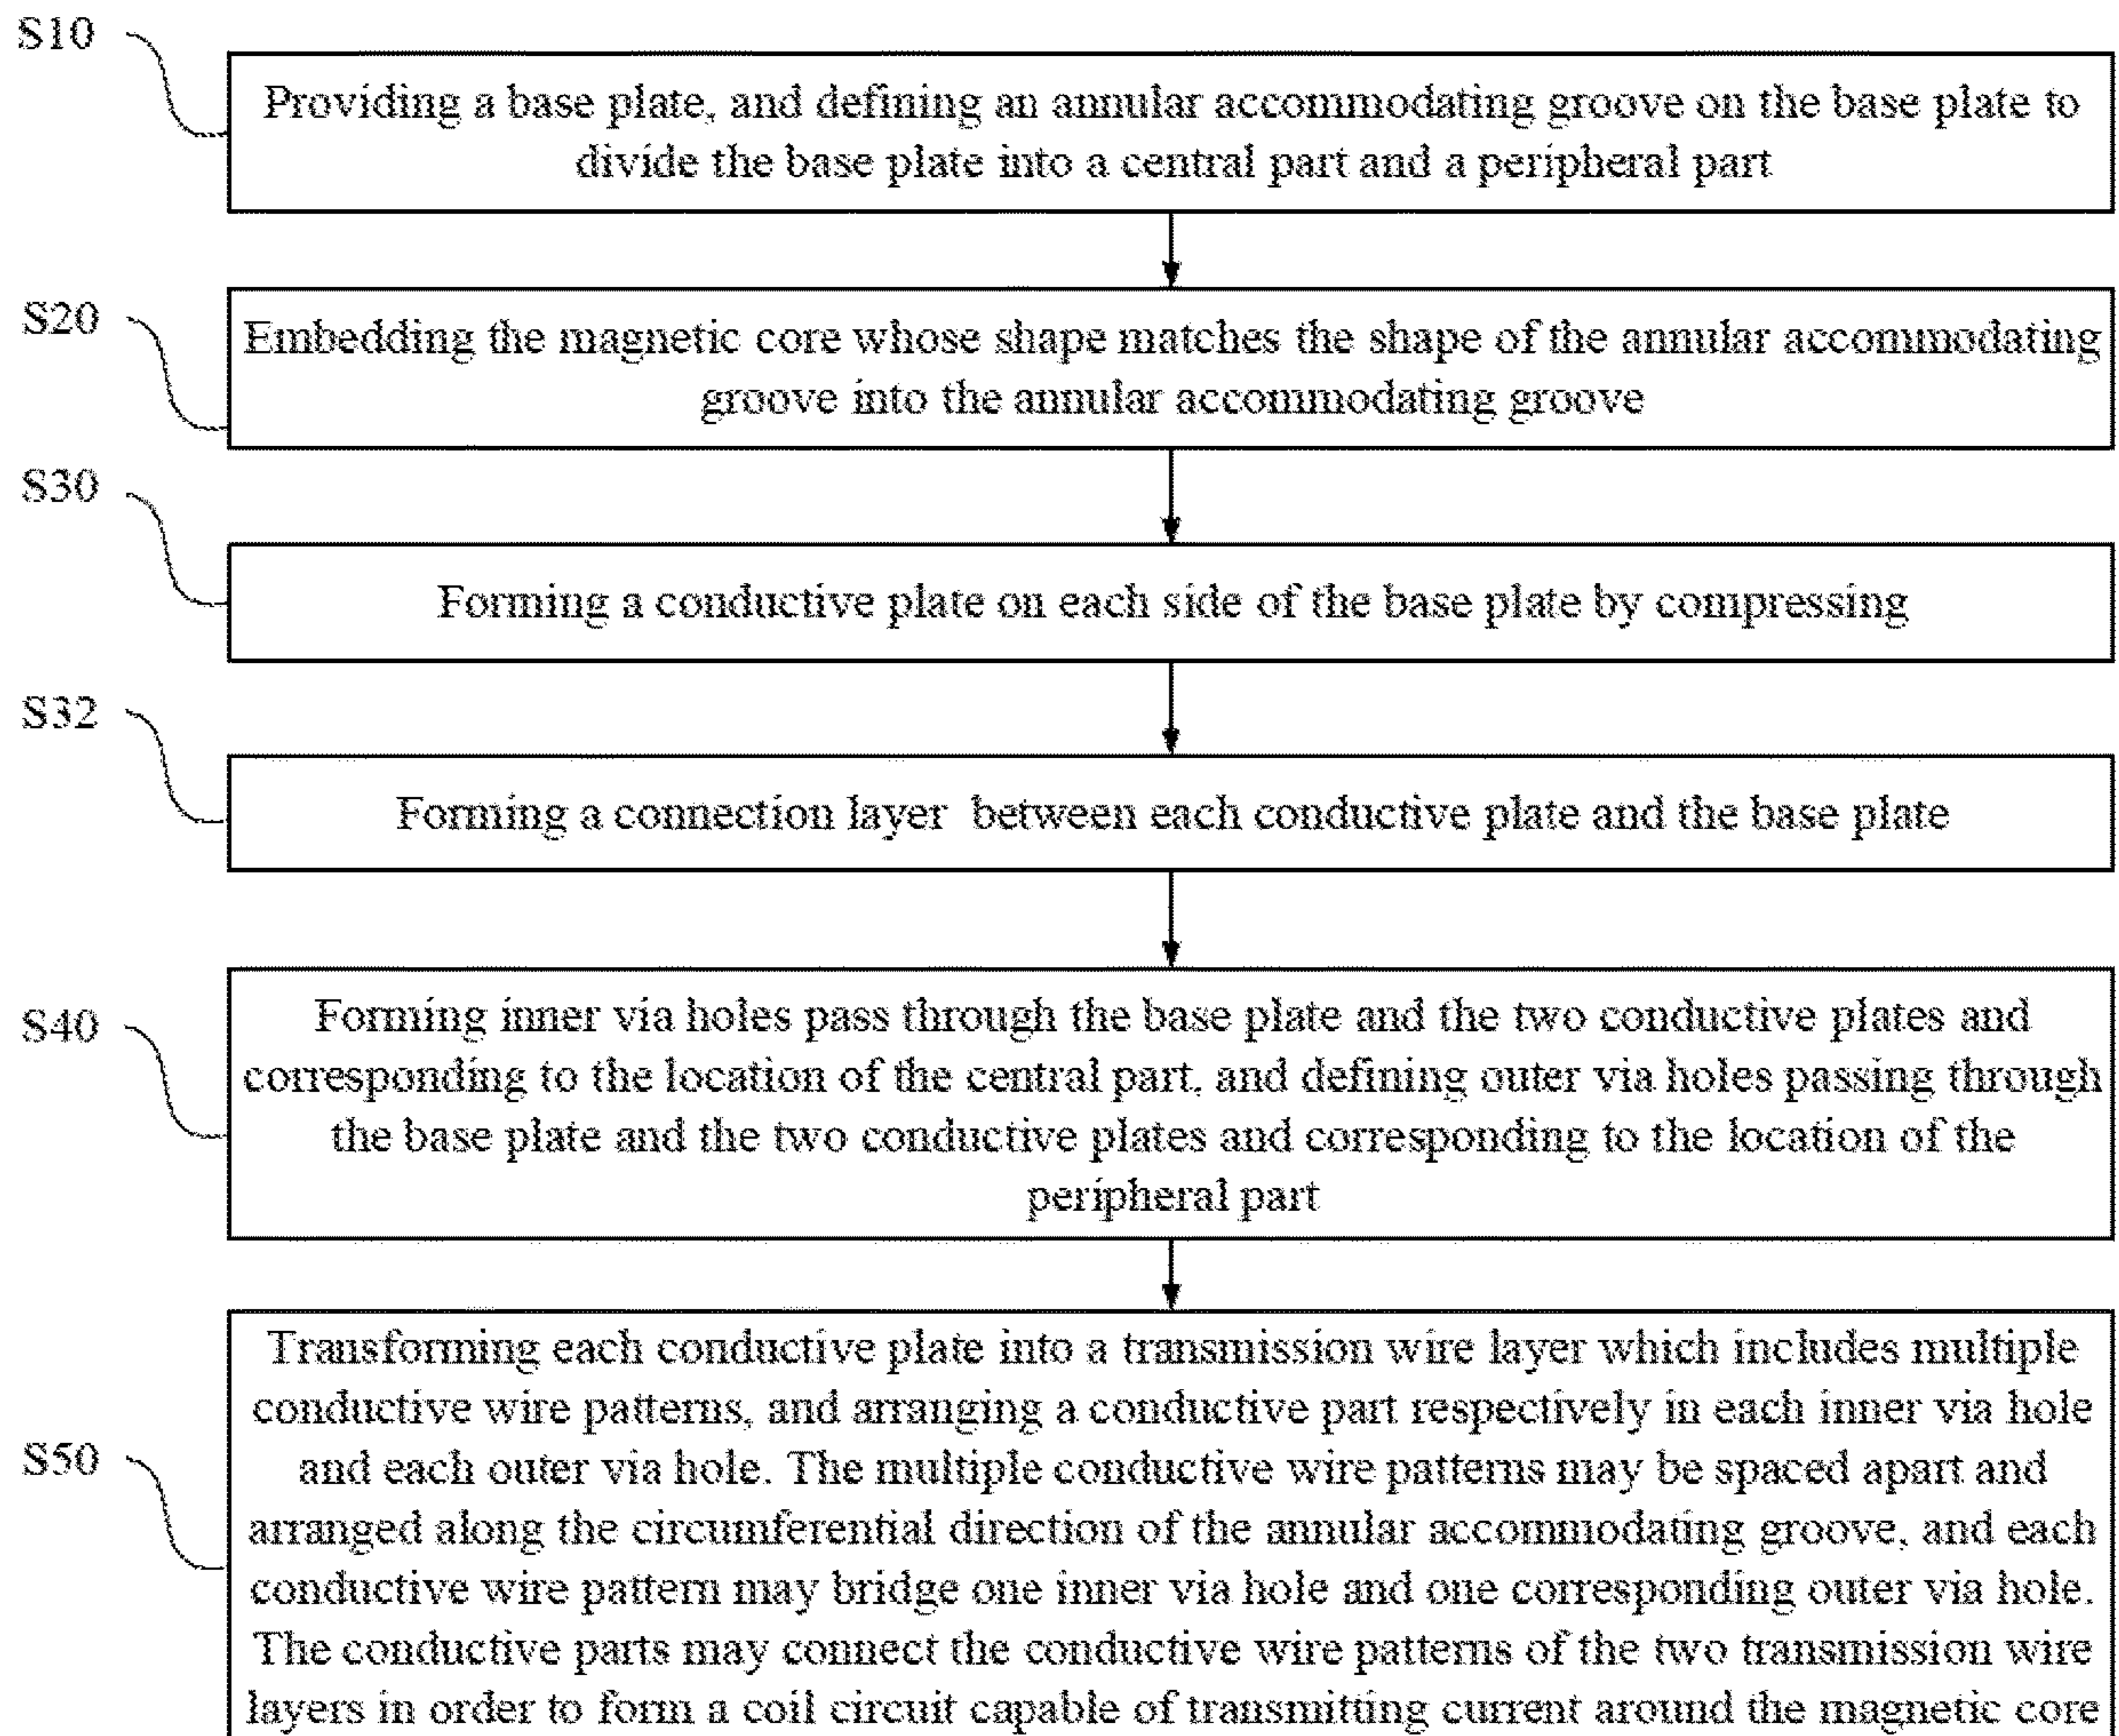 S10
Providing a base plate, and defining an annular accommodating groove on the base plate to
divide the base plate into a central part and a peripheral part
S20
Embedding the magnetic core whose shape matches the shape of the annular accommodating
groove into the annular accommodating groove
S30
Forming a conductive plate on each side of the base plate by compressing
S32
Forming a connection layer between each conductive plate and the base plate
S40
Forming inner via holes pass through the base plate and the two conductive plates and
corresponding to the location of the central part, and defining outer via holes passing through
the base plate and the two conductive plates and corresponding to the location of the
peripheral part
S50
Transforming each conductive plate into a transmission wire layer which includes multiple
conductive wire patterns, and arranging a conductive part respectively in each inner via hole
and each outer via hole. The multiple conductive wire patterns may be spaced apart and
arranged along the circumferential direction of the annular accommodating groove, and each
conductive wire pattern may bridge one inner via hole and one corresponding outer via hole.
The conductive parts may connect the conductive wire patterns of the two transmission wire
layers in order to form a coil circuit capable of transmitting current around the magnetic core